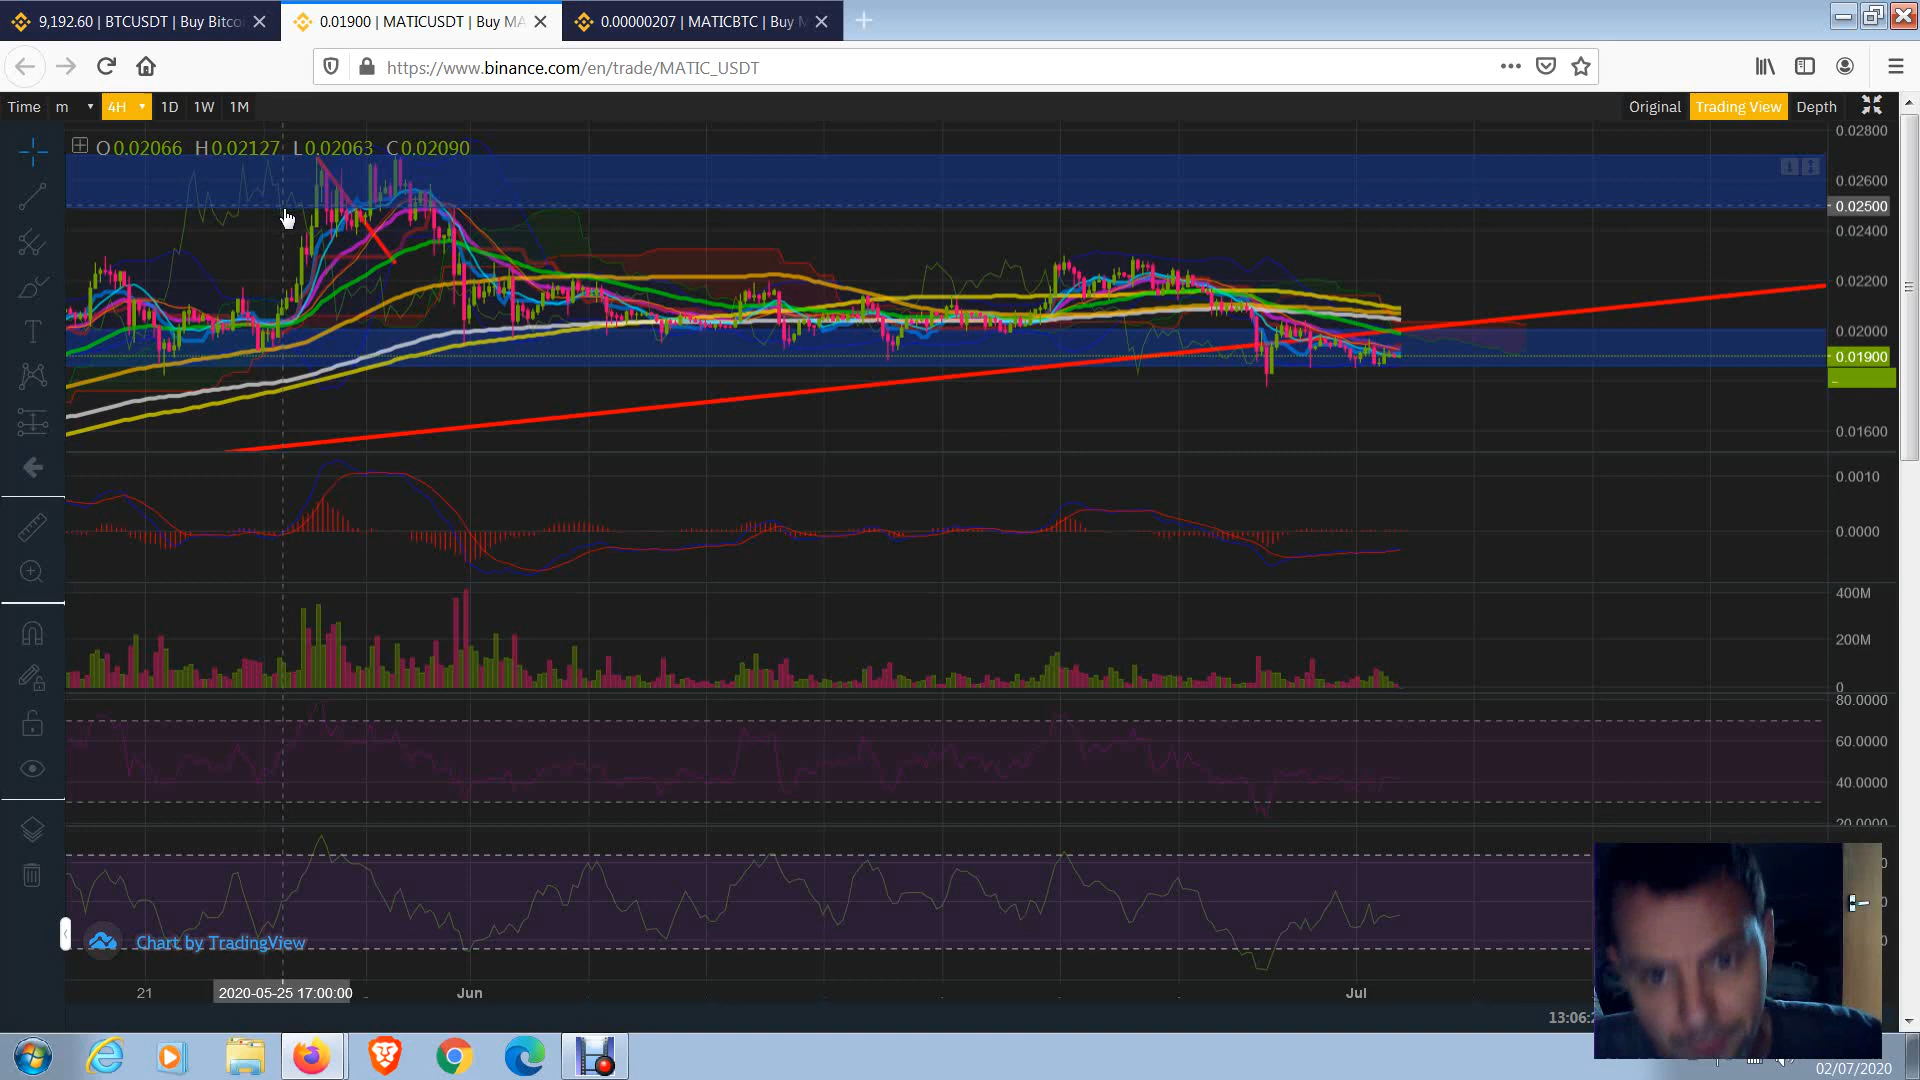 9,192.60 | BTCUSDT | Buy Bitco
0.01900 | MATICUSDT | Buy MA
0.00000207 | MATICBTC | Buy M
https://www.binance.com/en/trade/MATIC_USDT
Time m 4H 1D 1W 1M
Original Trading View Depth
O 0.02066 H 0.02127 L 0.02063 C 0.02090
0.02800
0.02600
0.02500
0.02400
0.02200
0.02000
0.01900
0.01600
0.0010
0.0000
400M
200M
0
80.0000
60.0000
40.0000
20.0000
Chart by TradingView
21
2020-05-25 17:00:00
Jun
Jul
13:06:
02/07/2020